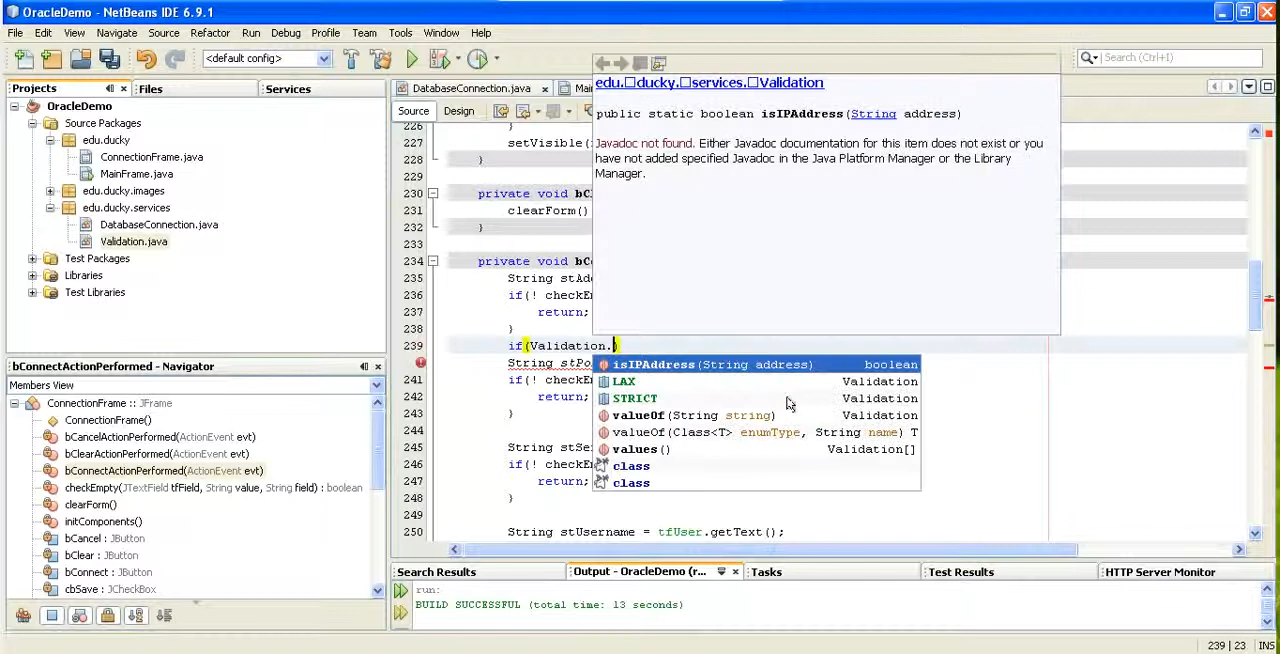 OracleDemo - NetBeans IDE 6.9.1
File Edit View Navigate Source Refactor Run Debug Profile Team Tools Window Help
<default config>
Search (Ctrl+I)
Projects
Files
Services
OracleDemo
Source Packages
edu.ducky
ConnectionFrame.java
MainFrame.java
edu.ducky.images
edu.ducky.services
DatabaseConnection.java
Validation.java
Test Packages
Libraries
Test Libraries
bConnectActionPerformed(ActionEvent evt) - Navigator
Members View
ConnectionFrame :: JFrame
ConnectionFrame()
bCancelActionPerformed(ActionEvent evt)
bClearActionPerformed(ActionEvent evt)
bConnectActionPerformed(ActionEvent evt)
checkEmpty(JTextField tfField, String value, String field) : boolean
clearForm()
initComponents()
bCancel : JButton
bClear : JButton
bConnect : JButton
cbSave : JCheckBox
DatabaseConnection.java
Source Design
226 }
227 setVisible(
228 }
229
230 private void bCl
231 clearForm()
232 }
233
234 private void bCo
235 String stAd
236 if(! checkE
237 return;
238 }
239 if(Validation.)
String stPo
241 if(! checkE
242 return;
243 }
244
245 String stSe
246 if(! checkE
247 return;
248 }
249
250 String stUsername = tfUser.getText();
edu.□ducky.□services.□Validation
public static boolean isIPAddress(String address)
Javadoc not found. Either Javadoc documentation for this item does not exist or you
have not added specified Javadoc in the Java Platform Manager or the Library
Manager.
isIPAddress(String address) boolean
LAX Validation
STRICT Validation
valueOf(String string) Validation
valueOf(Class<T> enumType, String name) T
values() Validation[]
class
class
Search Results
Output - OracleDemo (r...
Tasks
Test Results
HTTP Server Monitor
run:
BUILD SUCCESSFUL (total time: 13 seconds)
239 | 23 INS